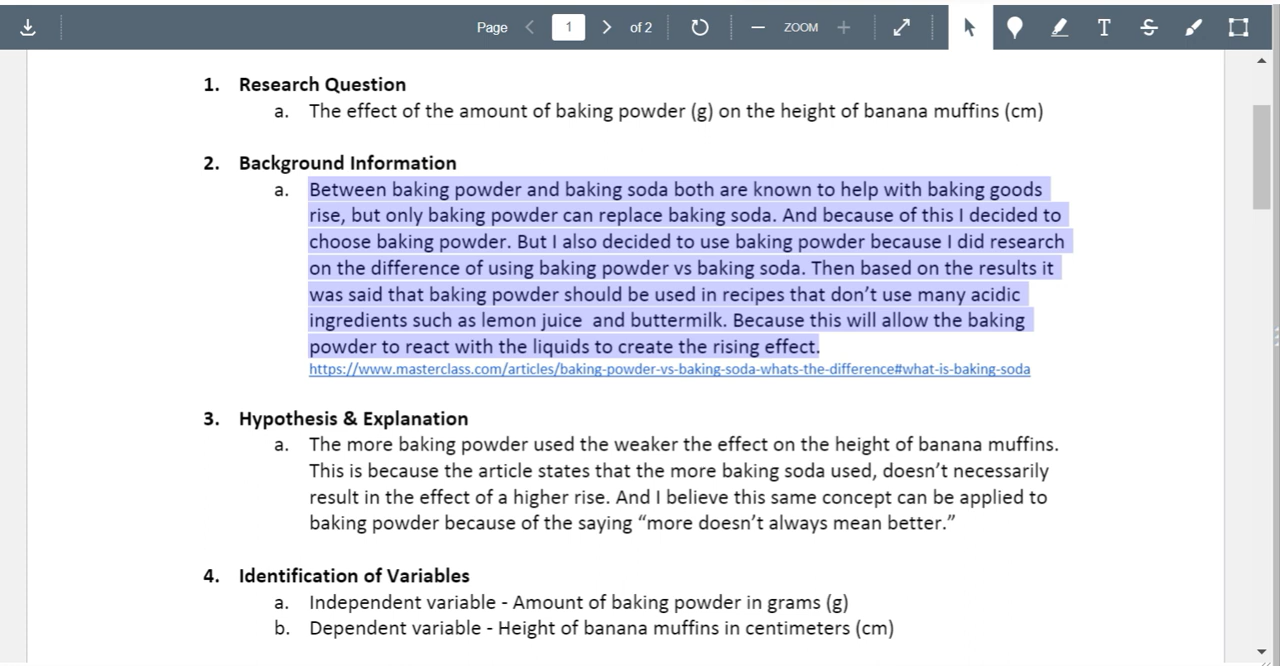 Page 1 of 2 ZOOM T S
1. Research Question
a. The effect of the amount of baking powder (g) on the height of banana muffins (cm)
2. Background Information
a. Between baking powder and baking soda both are known to help with baking goods
rise, but only baking powder can replace baking soda. And because of this I decided to
choose baking powder. But I also decided to use baking powder because I did research
on the difference of using baking powder vs baking soda. Then based on the results it
was said that baking powder should be used in recipes that don’t use many acidic
ingredients such as lemon juice  and buttermilk. Because this will allow the baking
powder to react with the liquids to create the rising effect.
https://www.masterclass.com/articles/baking-powder-vs-baking-soda-whats-the-difference#what-is-baking-soda
3. Hypothesis & Explanation
a. The more baking powder used the weaker the effect on the height of banana muffins.
This is because the article states that the more baking soda used, doesn’t necessarily
result in the effect of a higher rise. And I believe this same concept can be applied to
baking powder because of the saying “more doesn’t always mean better.”
4. Identification of Variables
a. Independent variable - Amount of baking powder in grams (g)
b. Dependent variable - Height of banana muffins in centimeters (cm)